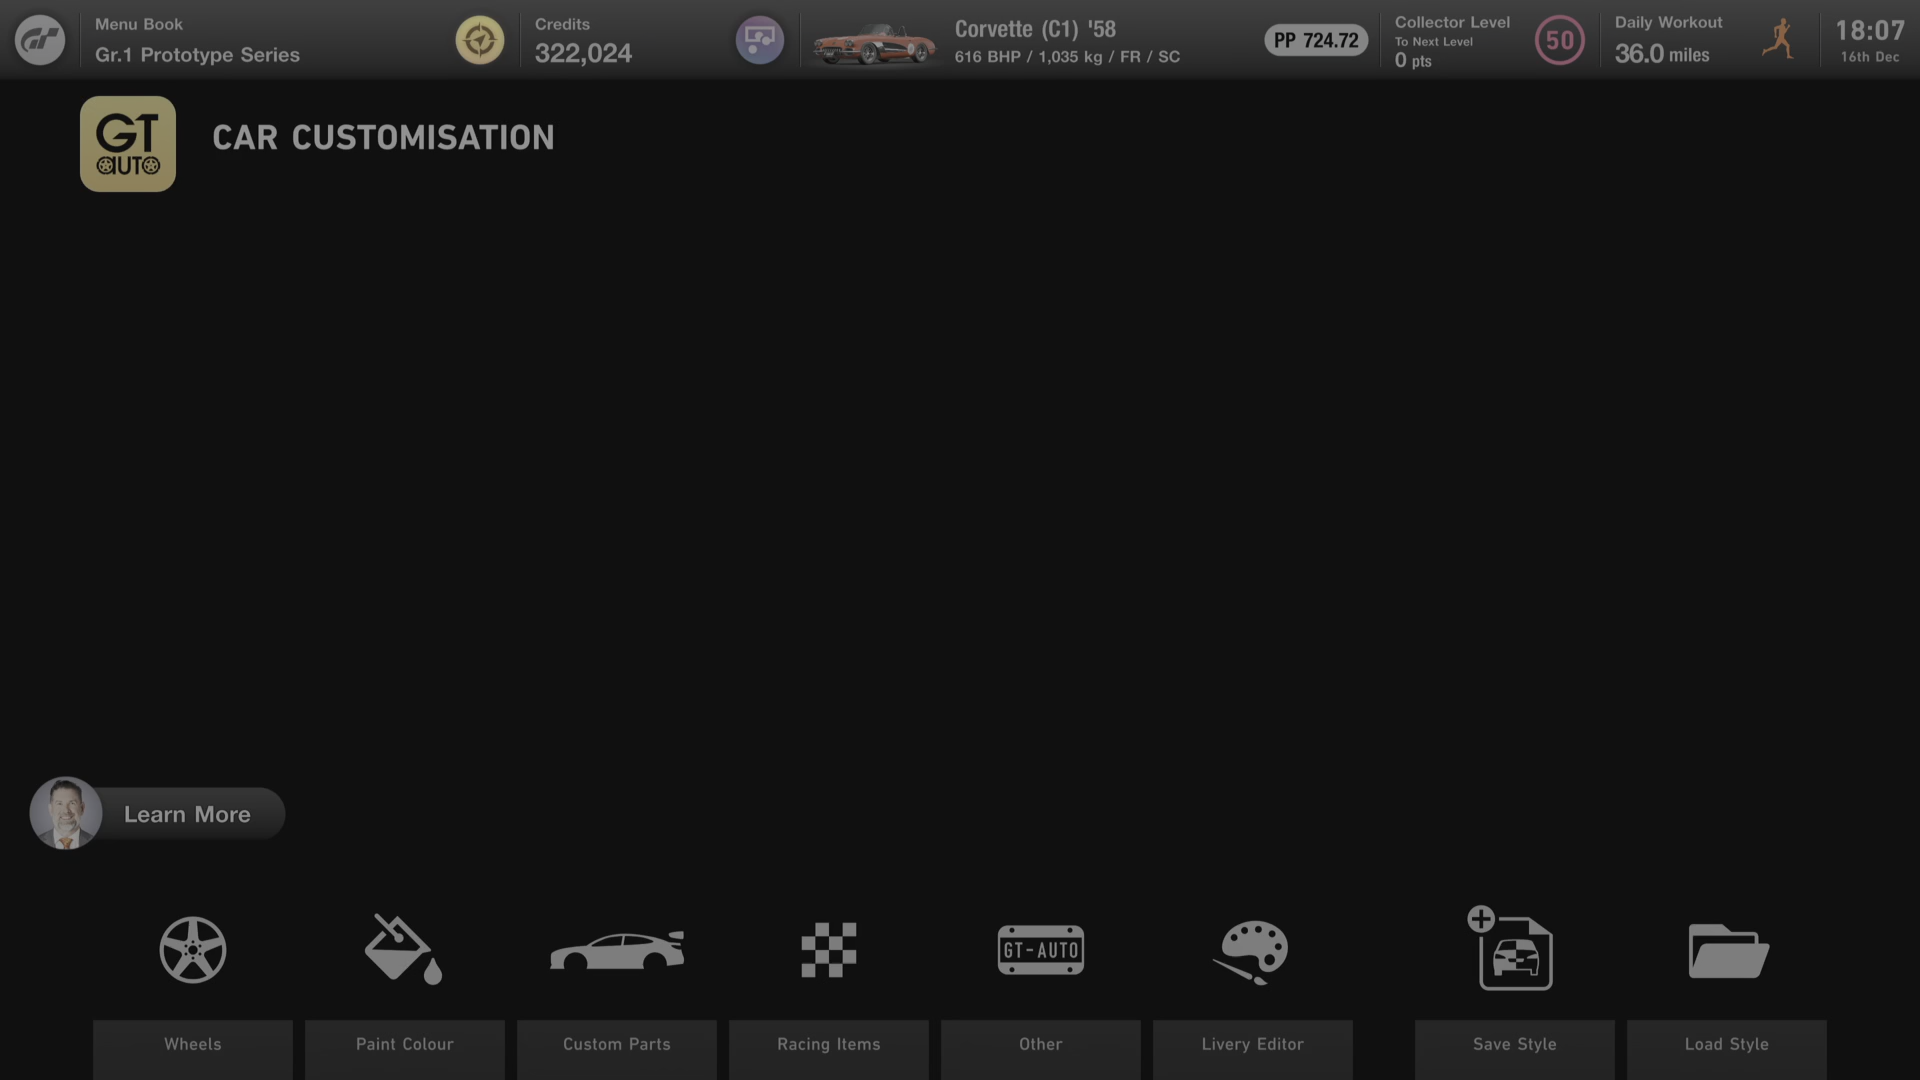 Menu Book
Gr.1 Prototype Series
Credits
322,024
Corvette (C1) '58
616 BHP / 1,035 kg / FR / SC
PP 724.72
Collector Level
To Next Level
0 pts
50
Daily Workout
36.0 miles
18:07
16th Dec
GT
auto
CAR CUSTOMISATION
Learn More
GT-AUTO
Wheels
Paint Colour
Custom Parts
Racing Items
Other
Livery Editor
Save Style
Load Style